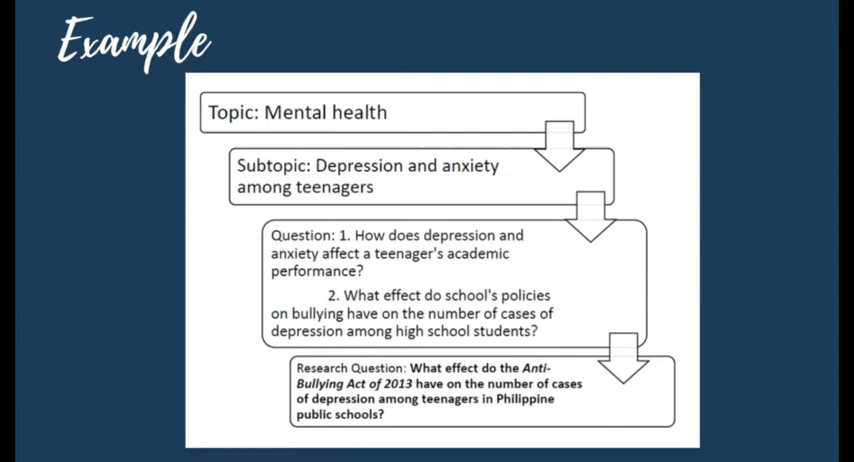 Example
Topic: Mental health
Subtopic: Depression and anxiety
among teenagers
Question: 1. How does depression and
anxiety affect a teenager's academic
performance?
2. What effect do school's policies
on bullying have on the number of cases of
depression among high school students?
Research Question: What effect do the Anti-
Bullying Act of 2013 have on the number of cases
of depression among teenagers in Philippine
public schools?